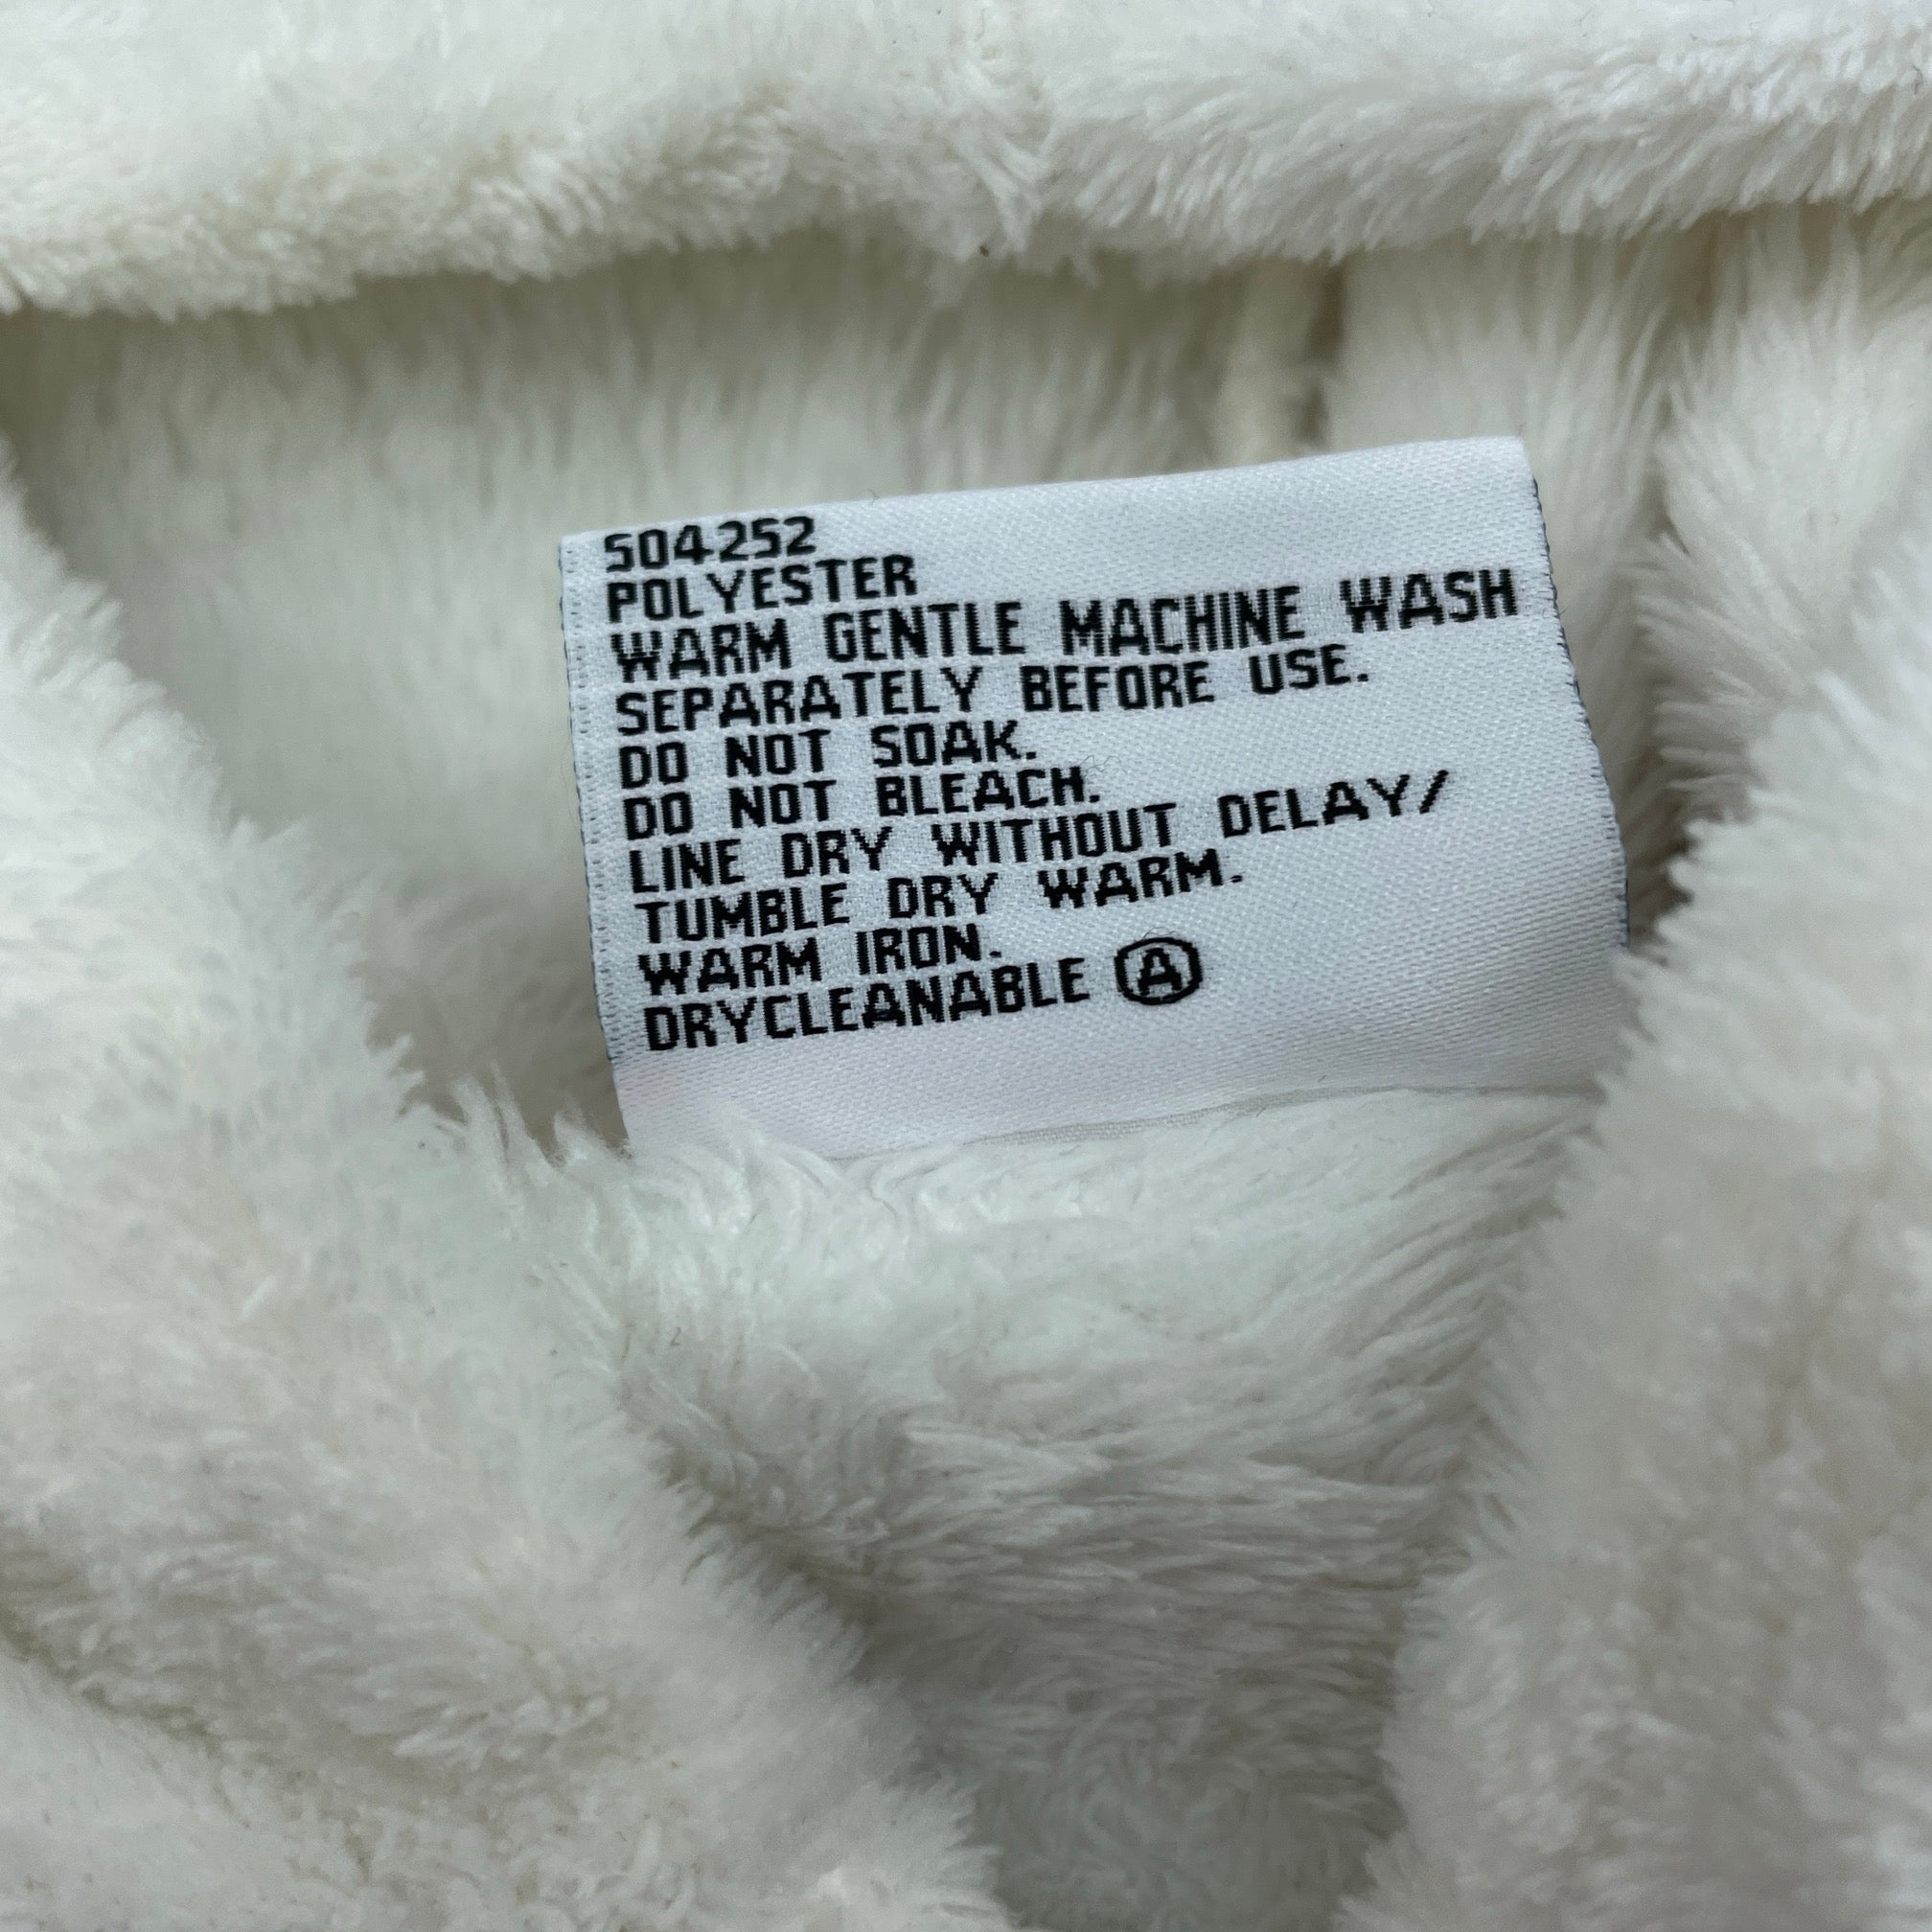 504252
POLYESTER
WARM GENTLE MACHINE WASH
SEPARATELY BEFORE USE.
DO NOT SOAK.
DO NOT BLEACH.
LINE DRY WITHOUT DELAY/
TUMBLE DRY WARM.
WARM IRON.
DRYCLEANABLE Ⓐ